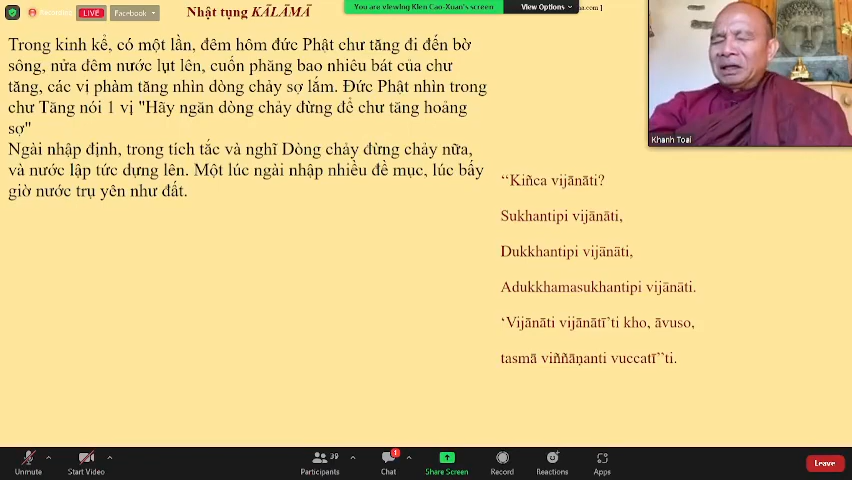 You are viewing Kien Cao-Xuan's screen
View Options
LIVE
Facebook
Nhật tụng KĀLĀMĀ
Trong kinh kể, có một lần, đêm hôm đức Phật chư tăng đi đến bờ
sông, nửa đêm nước lụt lên, cuốn phăng bao nhiêu bát của chư
tăng, các vị phàm tăng nhìn dòng chảy sợ lắm. Đức Phật nhìn trong
chư Tăng nói 1 vị "Hãy ngăn dòng chảy đừng để chư tăng hoảng
sợ"
Ngài nhập định, trong tích tắc và nghĩ Dòng chảy đừng chảy nữa,
và nước lập tức dựng lên. Một lúc ngài nhập nhiều đề mục, lúc bấy
giờ nước trụ yên như đất.
Khanh Toai
“Kiñca vijānāti?
Sukhantipi vijānāti,
Dukkhantipi vijānāti,
Adukkhamasukhantipi vijānāti.
‘Vijānāti vijānātī’ti kho, āvuso,
tasmā viññāṇanti vuccatī’’ti.
Unmute
Start Video
39
Participants
1
Chat
Share Screen
Record
Reactions
Apps
Leave